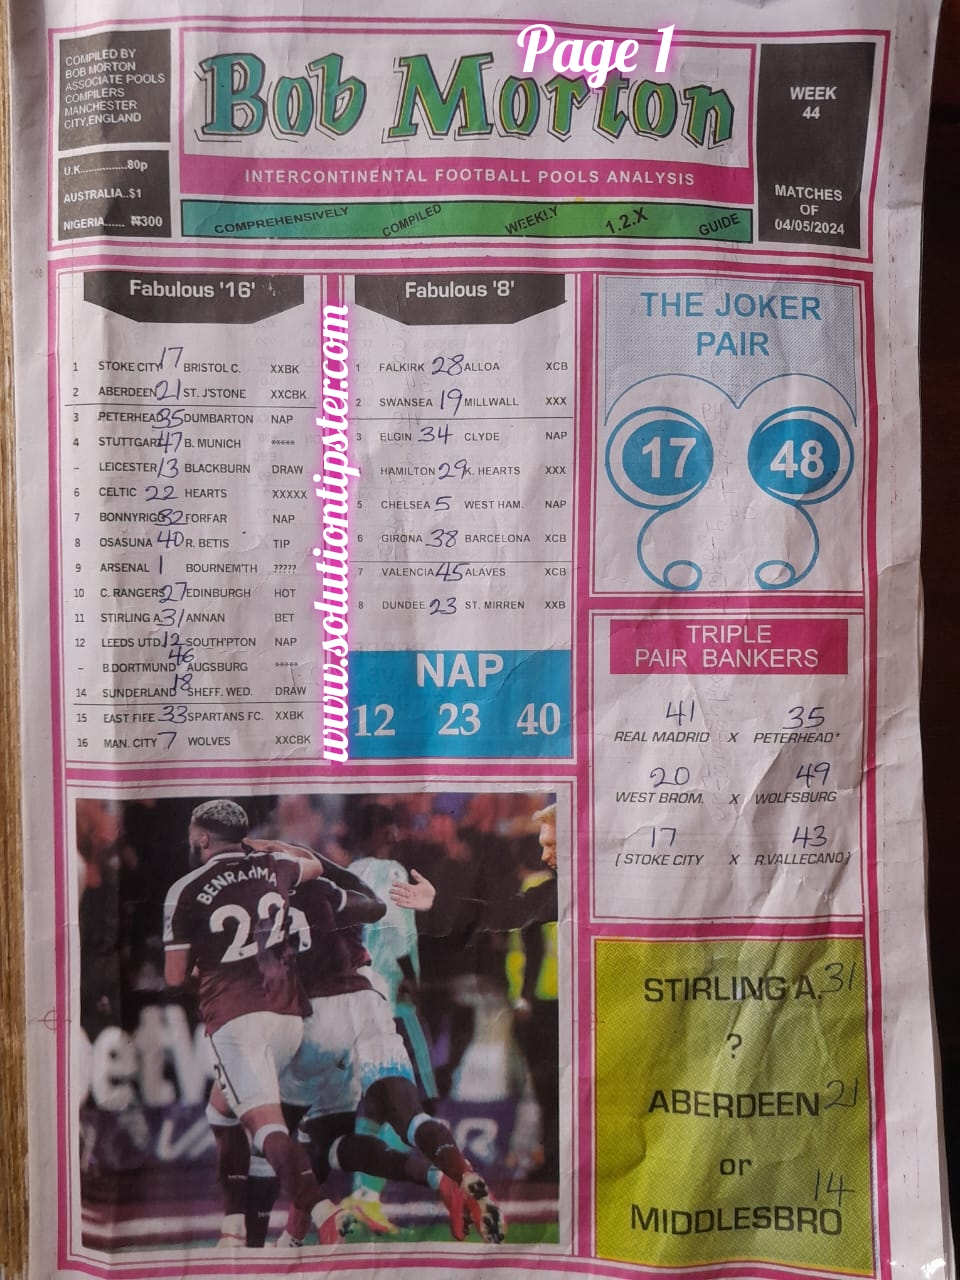 Page 1
COMPILED BY
BOB MORTON
ASSOCIATE POOLS
COMPILERS
MANCHESTER
CITY,ENGLAND
U.K...............80p
AUSTRALIA..$1
NIGERIA...... ₦300
Bob Morton
INTERCONTINENTAL FOOTBALL POOLS ANALYSIS
COMPREHENSIVELY COMPILED WEEKLY 1.2.X GUIDE
WEEK
44
MATCHES
OF
04/05/2024
Fabulous '16'
1 STOKE CITY 17 BRISTOL C. XXBK
2 ABERDEEN 21 ST. J'STONE XXCBK
3 PETERHEAD 35 DUMBARTON NAP
4 STUTTGART 47 B. MUNICH *****
– LEICESTER 13 BLACKBURN DRAW
6 CELTIC 22 HEARTS XXXXX
7 BONNYRIGG 32 FORFAR NAP
8 OSASUNA 40 R. BETIS TIP
9 ARSENAL 1 BOURNEM'TH ?????
10 C. RANGERS 27 EDINBURGH HOT
11 STIRLING A 31 ANNAN BET
12 LEEDS UTD. 12 SOUTH'PTON NAP
– B.DORTMUND 46 AUGSBURG *****
14 SUNDERLAND 18 SHEFF. WED. DRAW
15 EAST FIFE 33 SPARTANS FC. XXBK
16 MAN. CITY 7 WOLVES XXCBK
www.solutiontipster.com
Fabulous '8'
1 FALKIRK 28 ALLOA XCB
2 SWANSEA 19 MILLWALL XXX
3 ELGIN 34 CLYDE NAP
HAMILTON 29 K. HEARTS XXX
5 CHELSEA 5 WEST HAM. NAP
6 GIRONA 38 BARCELONA XCB
7 VALENCIA 45 ALAVES XCB
8 DUNDEE 23 ST. MIRREN XXB
NAP
12 23 40
THE JOKER
PAIR
17 48
TRIPLE
PAIR BANKERS
41 35
REAL MADRID X PETERHEAD*
20 49
WEST BROM. X WOLFSBURG
17 43
( STOKE CITY X R.VALLECANO )
BENRAHMA
22
STIRLING A. 31
?
ABERDEEN 21
or
14
MIDDLESBRO